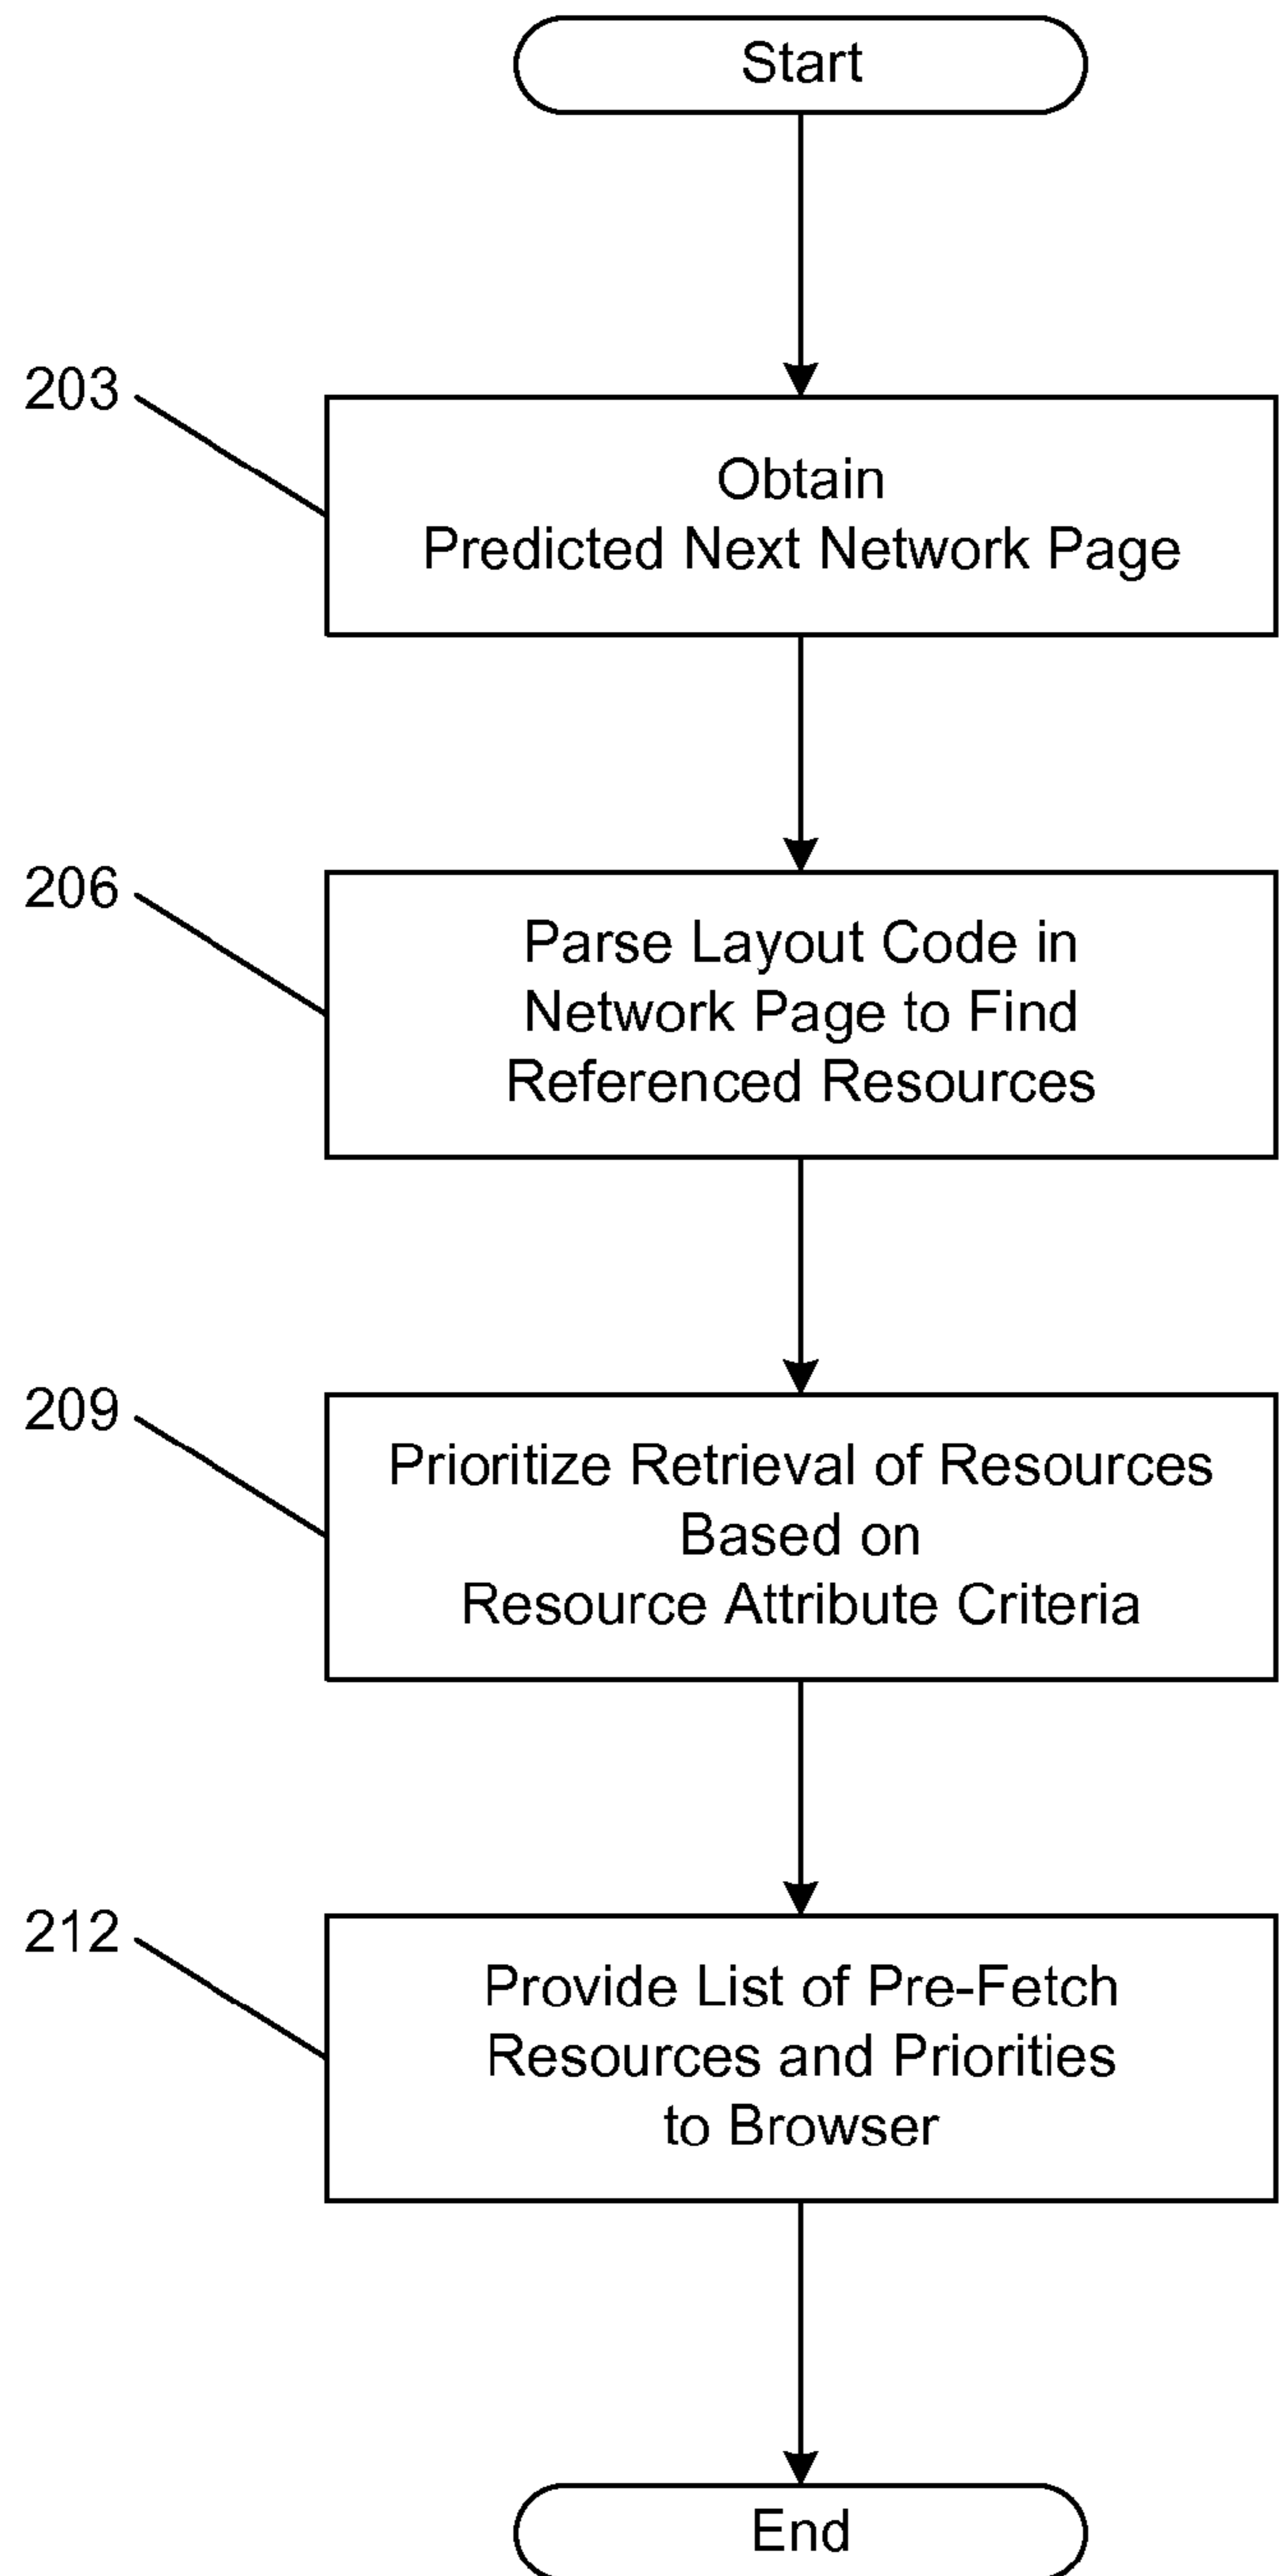 Start
203
Obtain
Predicted Next Network Page
206
Parse Layout Code in
Network Page to Find
Referenced Resources
209
Prioritize Retrieval of Resources
Based on
Resource Attribute Criteria
212
Provide List of Pre-Fetch
Resources and Priorities
to Browser
End